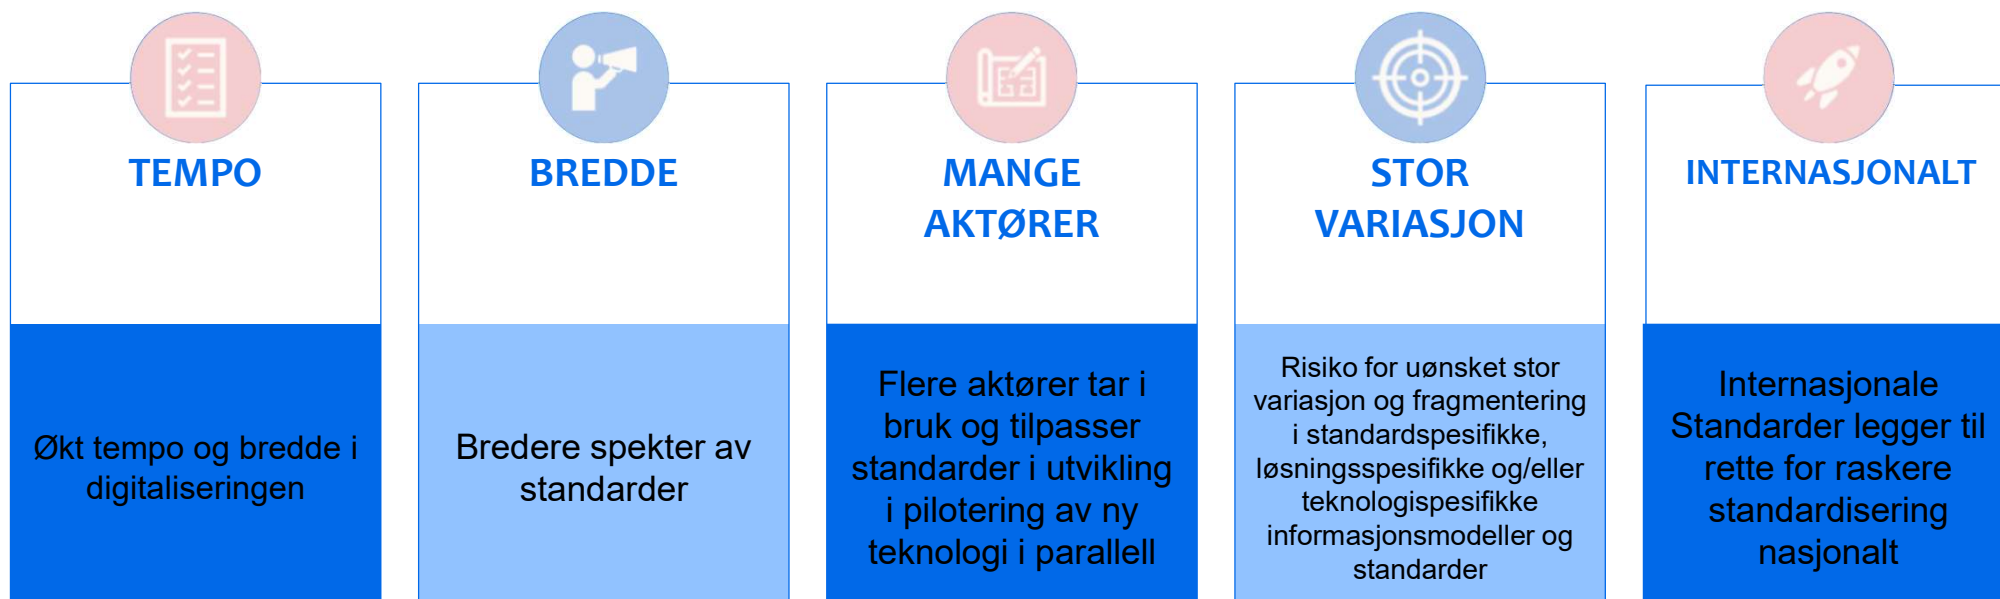 TEMPO
Økt tempo og bredde i
digitaliseringen
BREDDE
Bredere spekter av
standarder
MANGE
AKTØRER
Flere aktører tar i
bruk og tilpasser
standarder i utvikling
i pilotering av ny
teknologi i parallell
STOR
VARIASJON
Risiko for uønsket stor
variasjon og fragmentering
i standardspesifikke,
løsningsspesifikke og/eller
teknologispesifikke
informasjonsmodeller og
standarder
INTERNASJONALT
Internasjonale
Standarder legger til
rette for raskere
standardisering
nasjonalt